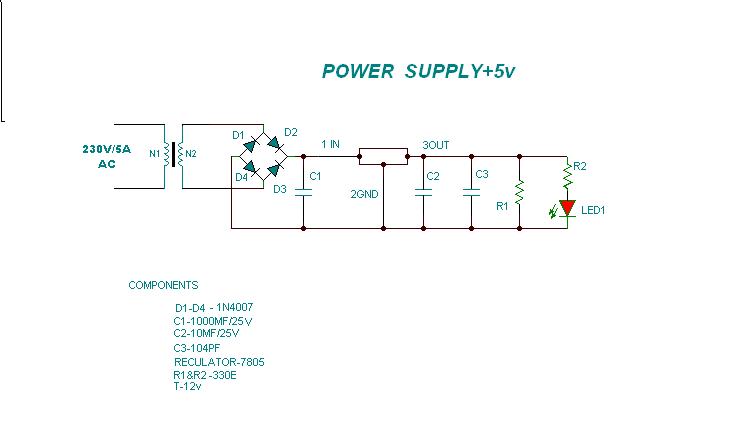 POWER SUPPLY+5v
D1
D2
1 IN
3OUT
230V/5A
AC
N1
N2
D4
D3
C1
2GND
C2
C3
R1
R2
LED1
COMPONENTS
D1-D4 - 1N4007
C1-1000MF/25V
C2-10MF/25V
C3-104PF
RECULATOR-7805
R1&R2 -330E
T-12v